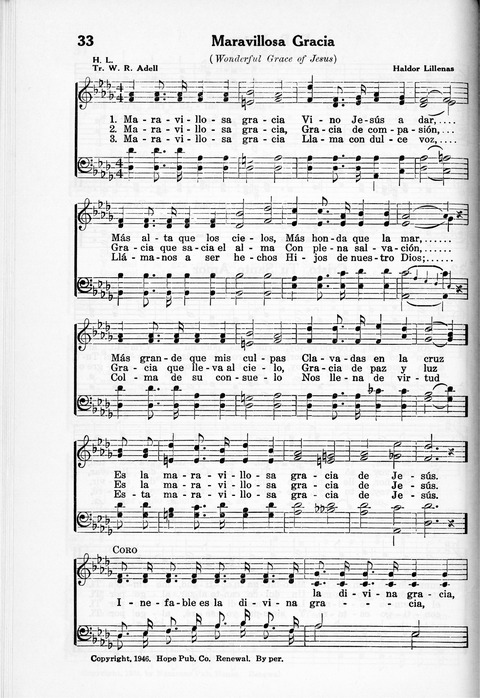 33
Maravillosa Gracia
(Wonderful Grace of Jesus)
H. L.
Tr. W. R. Adell
Haldor Lillenas
1. Ma - ra - vi - llo - sa gra - cia Vi - no Je - sús a dar,....
2. Ma - ra - vi - llo - sa gra - cia, Gra - cia de com - pa - sión,....
3. Ma - ra - vi - llo - sa gra - cia Lla - ma con dul - ce voz,....
Más al - ta que los cie - los, Más hon - da que la mar,....
Gra - cia que sa - cia el al - ma Con ple - na sal - va - ción,....
Llá - ma - nos a ser he - chos Hi - jos de nues - tro Dios;....
Más gran - de que mis cul - pas Cla - va - das en la cruz
Gra - cia que lle - va al cie - lo, Gra - cia de paz y luz
Col - ma de su con - sue - lo Nos lle - na de vir - tud
Es la ma - ra - vi - llo - sa gra - cia de Je - sús.
Es la ma - ra - vi - llo - sa gra - cia de Je - sús.
Es - ta ma - ra - vi - llo - sa gra - cia de Je - sús.
CORO
la di - vi - na gra - cia,
I - ne - fa - ble es la di - vi - na gra - - - cia,
Copyright, 1946, Hope Pub. Co. Renewal. By per.